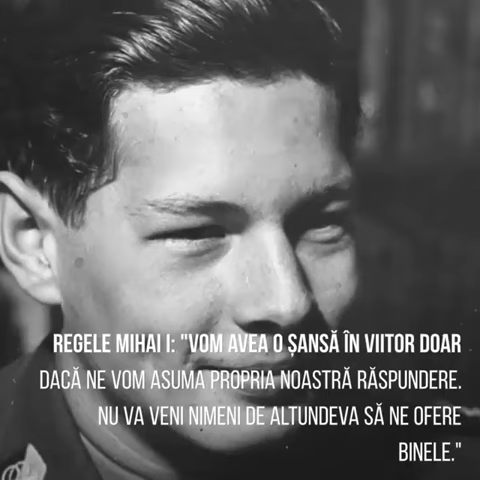 REGELE MIHAI I: "VOM AVEA O ȘANSĂ ÎN VIITOR DOAR
DACĂ NE VOM ASUMA PROPRIA NOASTRĂ RĂSPUNDERE.
NU VA VENI NIMENI DE ALTUNDEVA SĂ NE OFERE
BINELE."